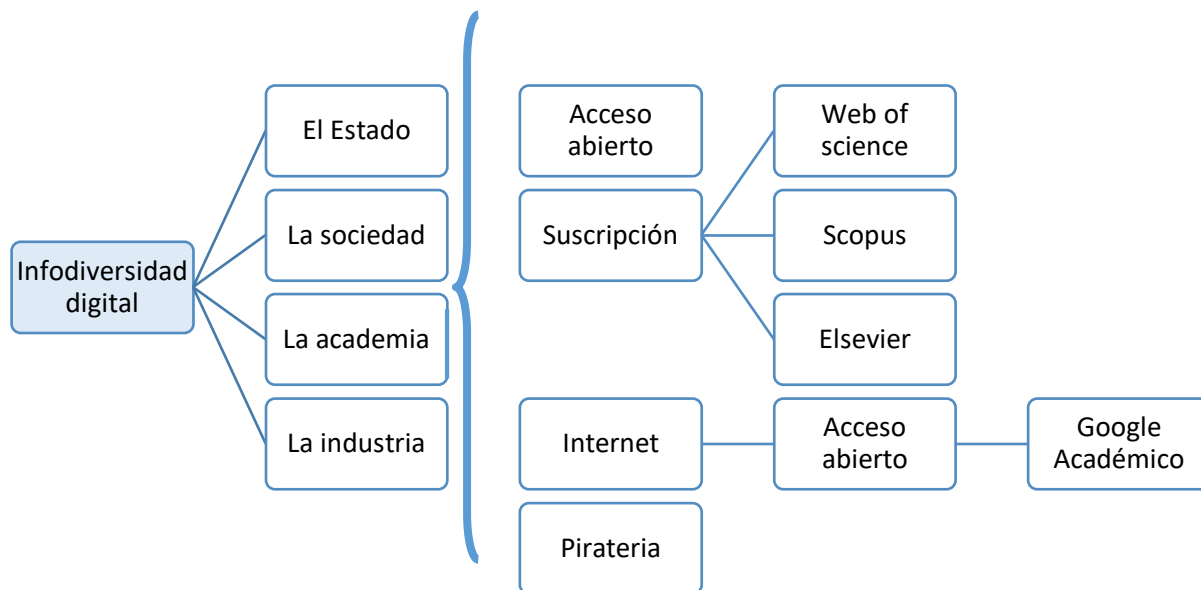 Infodiversidad
digital
El Estado
La sociedad
La academia
La industria
Acceso
abierto
Suscripción
Web of
science
Scopus
Elsevier
Internet
Acceso
abierto
Google
Académico
Pirateria